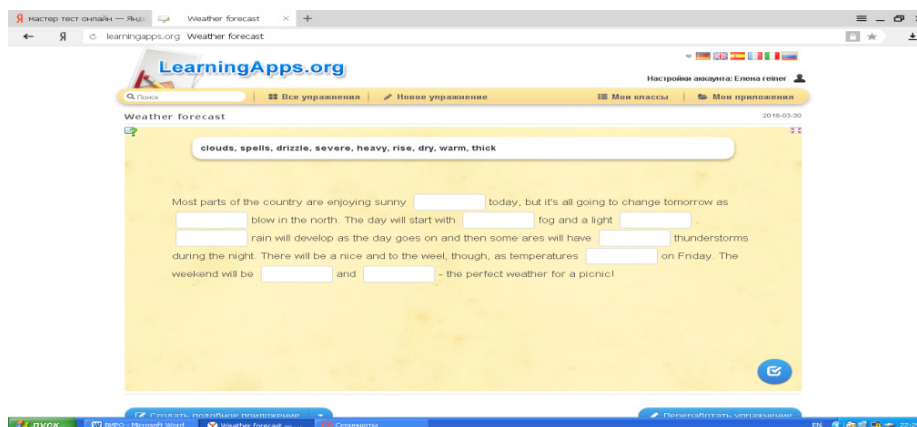 Я мастер тест онлайн — Янд Weather forecast × +
← Я learningapps.org Weather forecast
LearningApps.org
Настройки аккаунта: Елена reiner
Поиск Все упражнения Новое упражнение Мои классы Мои приложения
Weather forecast 2018-03-30
clouds, spells, drizzle, severe, heavy, rise, dry, warm, thick
Most parts of the country are enjoying sunny today, but it's all going to change tomorrow as
blow in the north. The day will start with fog and a light .
rain will develop as the day goes on and then some ares will have thunderstorms
during the night. There will be a nice and to the weel, though, as temperatures on Friday. The
weekend will be and - the perfect weather for a picnic!
Создать подобное приложение Переработать упражнение
пуск ВИРО - Microsoft Word Weather forecast — ... Скриншоты EN